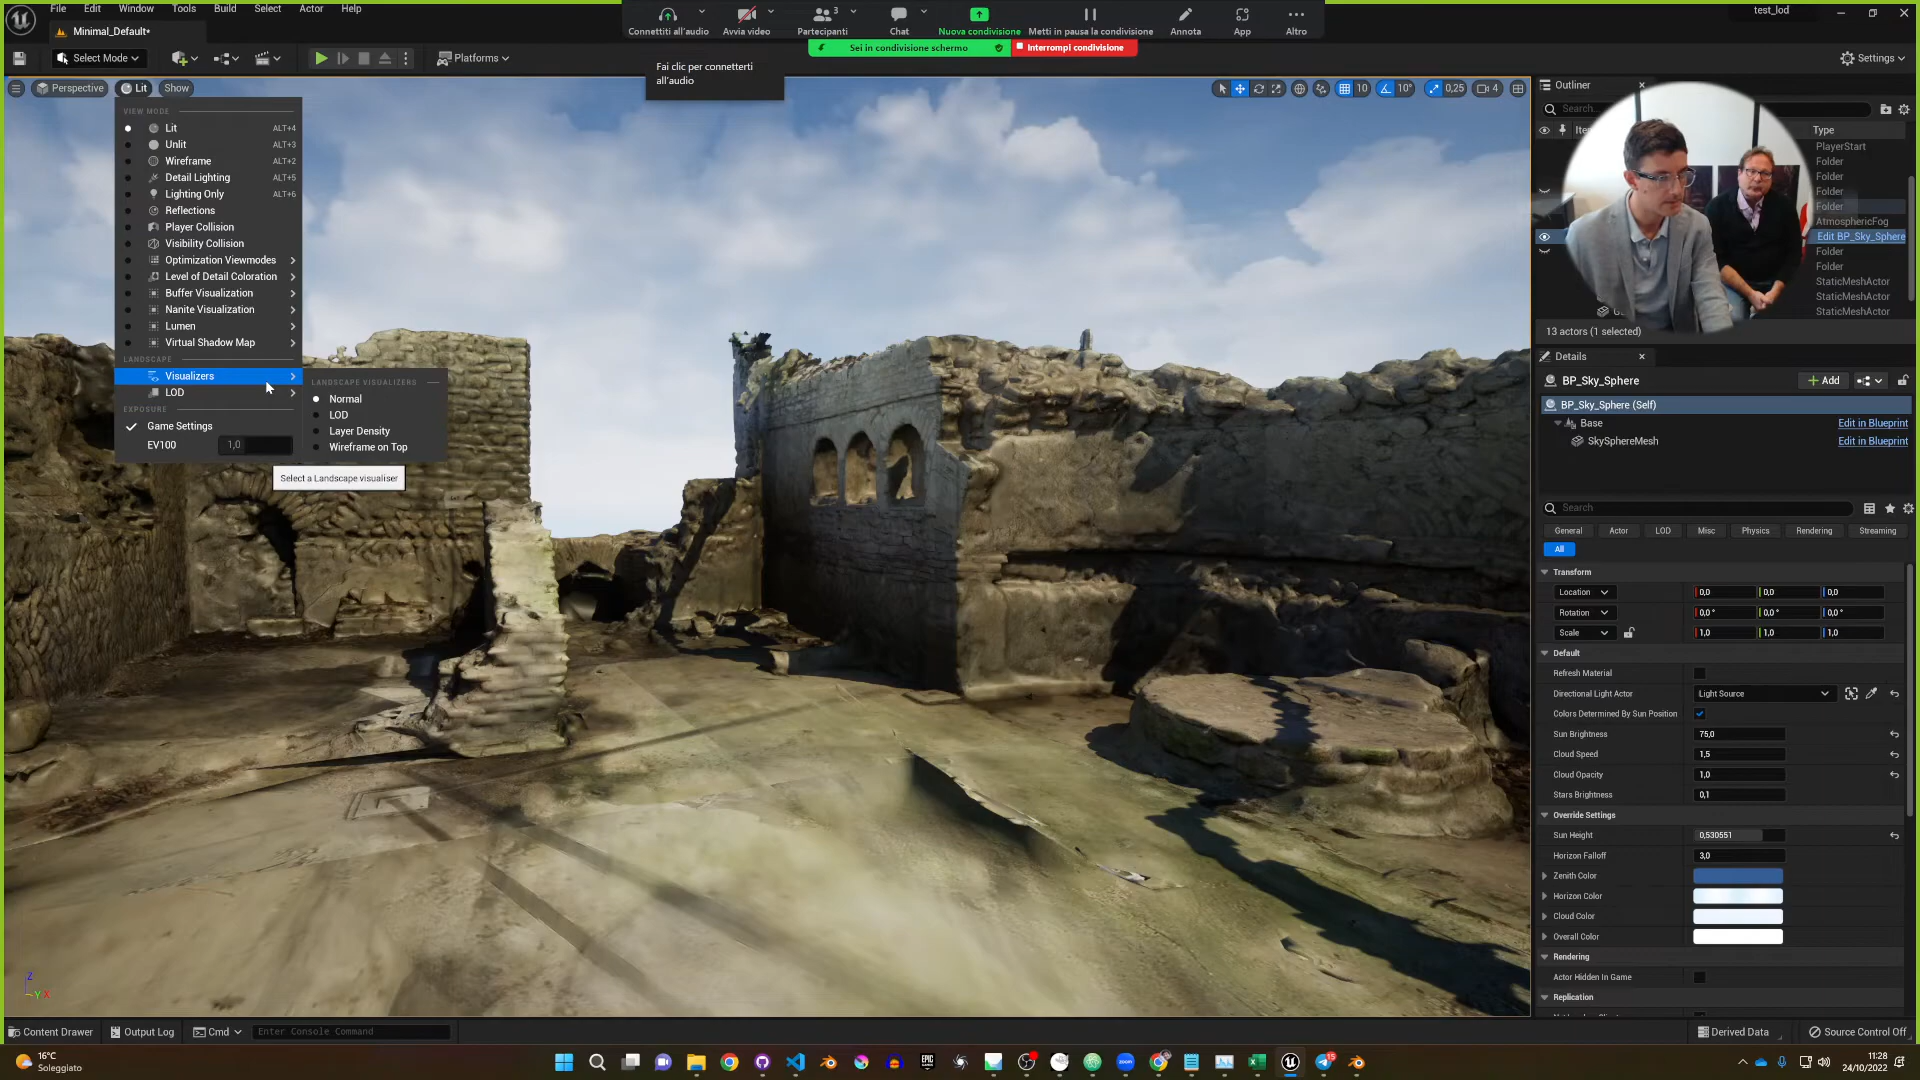 File Edit Window Tools Build Select Actor Help
Minimal_Default*
Connettiti all'audio
Avvia video
3
Partecipanti
Chat
Nuova condivisione
Metti in pausa la condivisione
Annota
App
Altro
test_lod
Sei in condivisione schermo
Interrompi condivisione
Fai clic per connetterti
all'audio
Select Mode
Platforms
Settings
Perspective
Lit
Show
10
10°
0,25
4
VIEW MODE
Lit ALT+4
Unlit ALT+3
Wireframe ALT+2
Detail Lighting ALT+5
Lighting Only ALT+6
Reflections
Player Collision
Visibility Collision
Optimization Viewmodes
Level of Detail Coloration
Buffer Visualization
Nanite Visualization
Lumen
Virtual Shadow Map
LANDSCAPE
Visualizers
LOD
EXPOSURE
Game Settings
EV100 1,0
LANDSCAPE VISUALIZERS
Normal
LOD
Layer Density
Wireframe on Top
Select a Landscape visualiser
Z
Y X
Outliner
Search...
Type
PlayerStart
Folder
Folder
Folder
Folder
AtmosphericFog
Edit BP_Sky_Sphere
Folder
Folder
StaticMeshActor
StaticMeshActor
StaticMeshActor
13 actors (1 selected)
Details
BP_Sky_Sphere
Add
BP_Sky_Sphere (Self)
Base Edit in Blueprint
SkySphereMesh Edit in Blueprint
Search
General Actor LOD Misc Physics Rendering Streaming
All
Transform
Location 0,0 0,0 0,0
Rotation 0,0° 0,0° 0,0°
Scale 1,0 1,0 1,0
Default
Refresh Material
Directional Light Actor Light Source
Colors Determined By Sun Position
Sun Brightness 75,0
Cloud Speed 1,5
Cloud Opacity 1,0
Stars Brightness 0,1
Override Settings
Sun Height 0,530551
Horizon Falloff 3,0
Zenith Color
Horizon Color
Cloud Color
Overall Color
Rendering
Actor Hidden In Game
Replication
Content Drawer
Output Log
Cmd
Enter Console Command
Derived Data
Source Control Off
16°C
Soleggiato
EPIC
zoom
15
11:28
24/10/2022